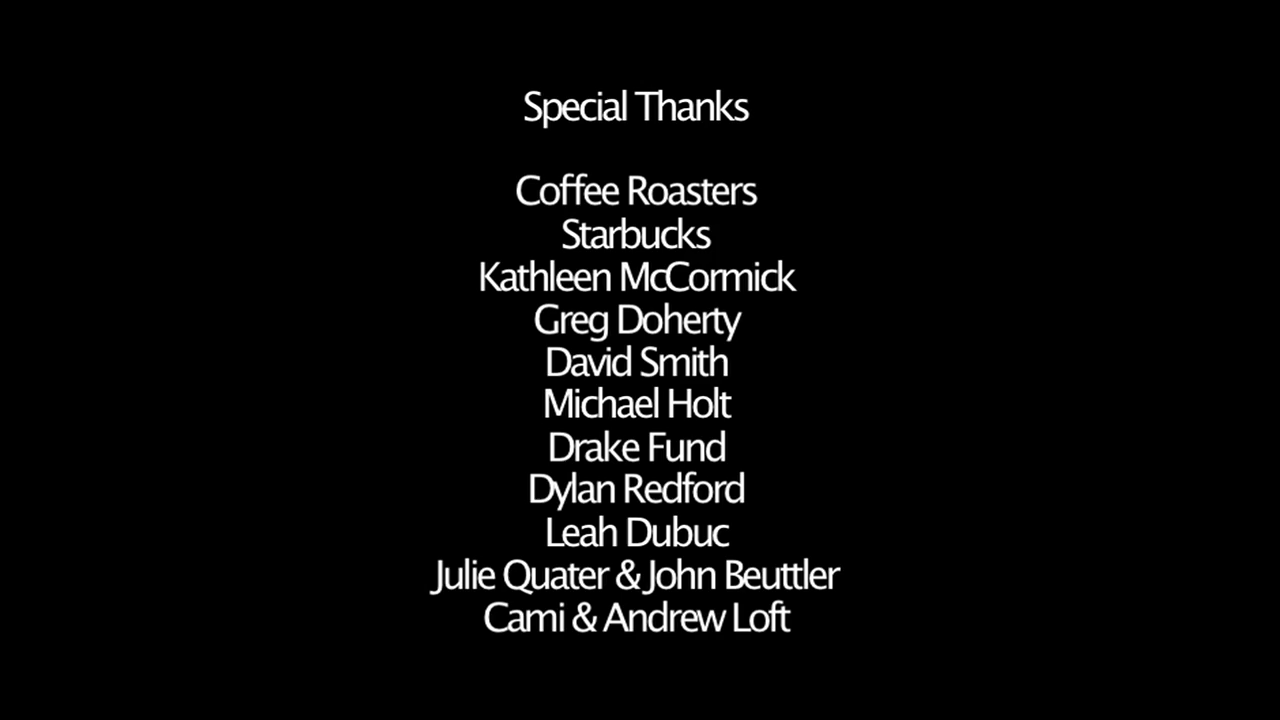 Special Thanks
Coffee Roasters
Starbucks
Kathleen McCormick
Greg Doherty
David Smith
Michael Holt
Drake Fund
Dylan Redford
Leah Dubuc
Julie Quater & John Beuttler
Cami & Andrew Loft